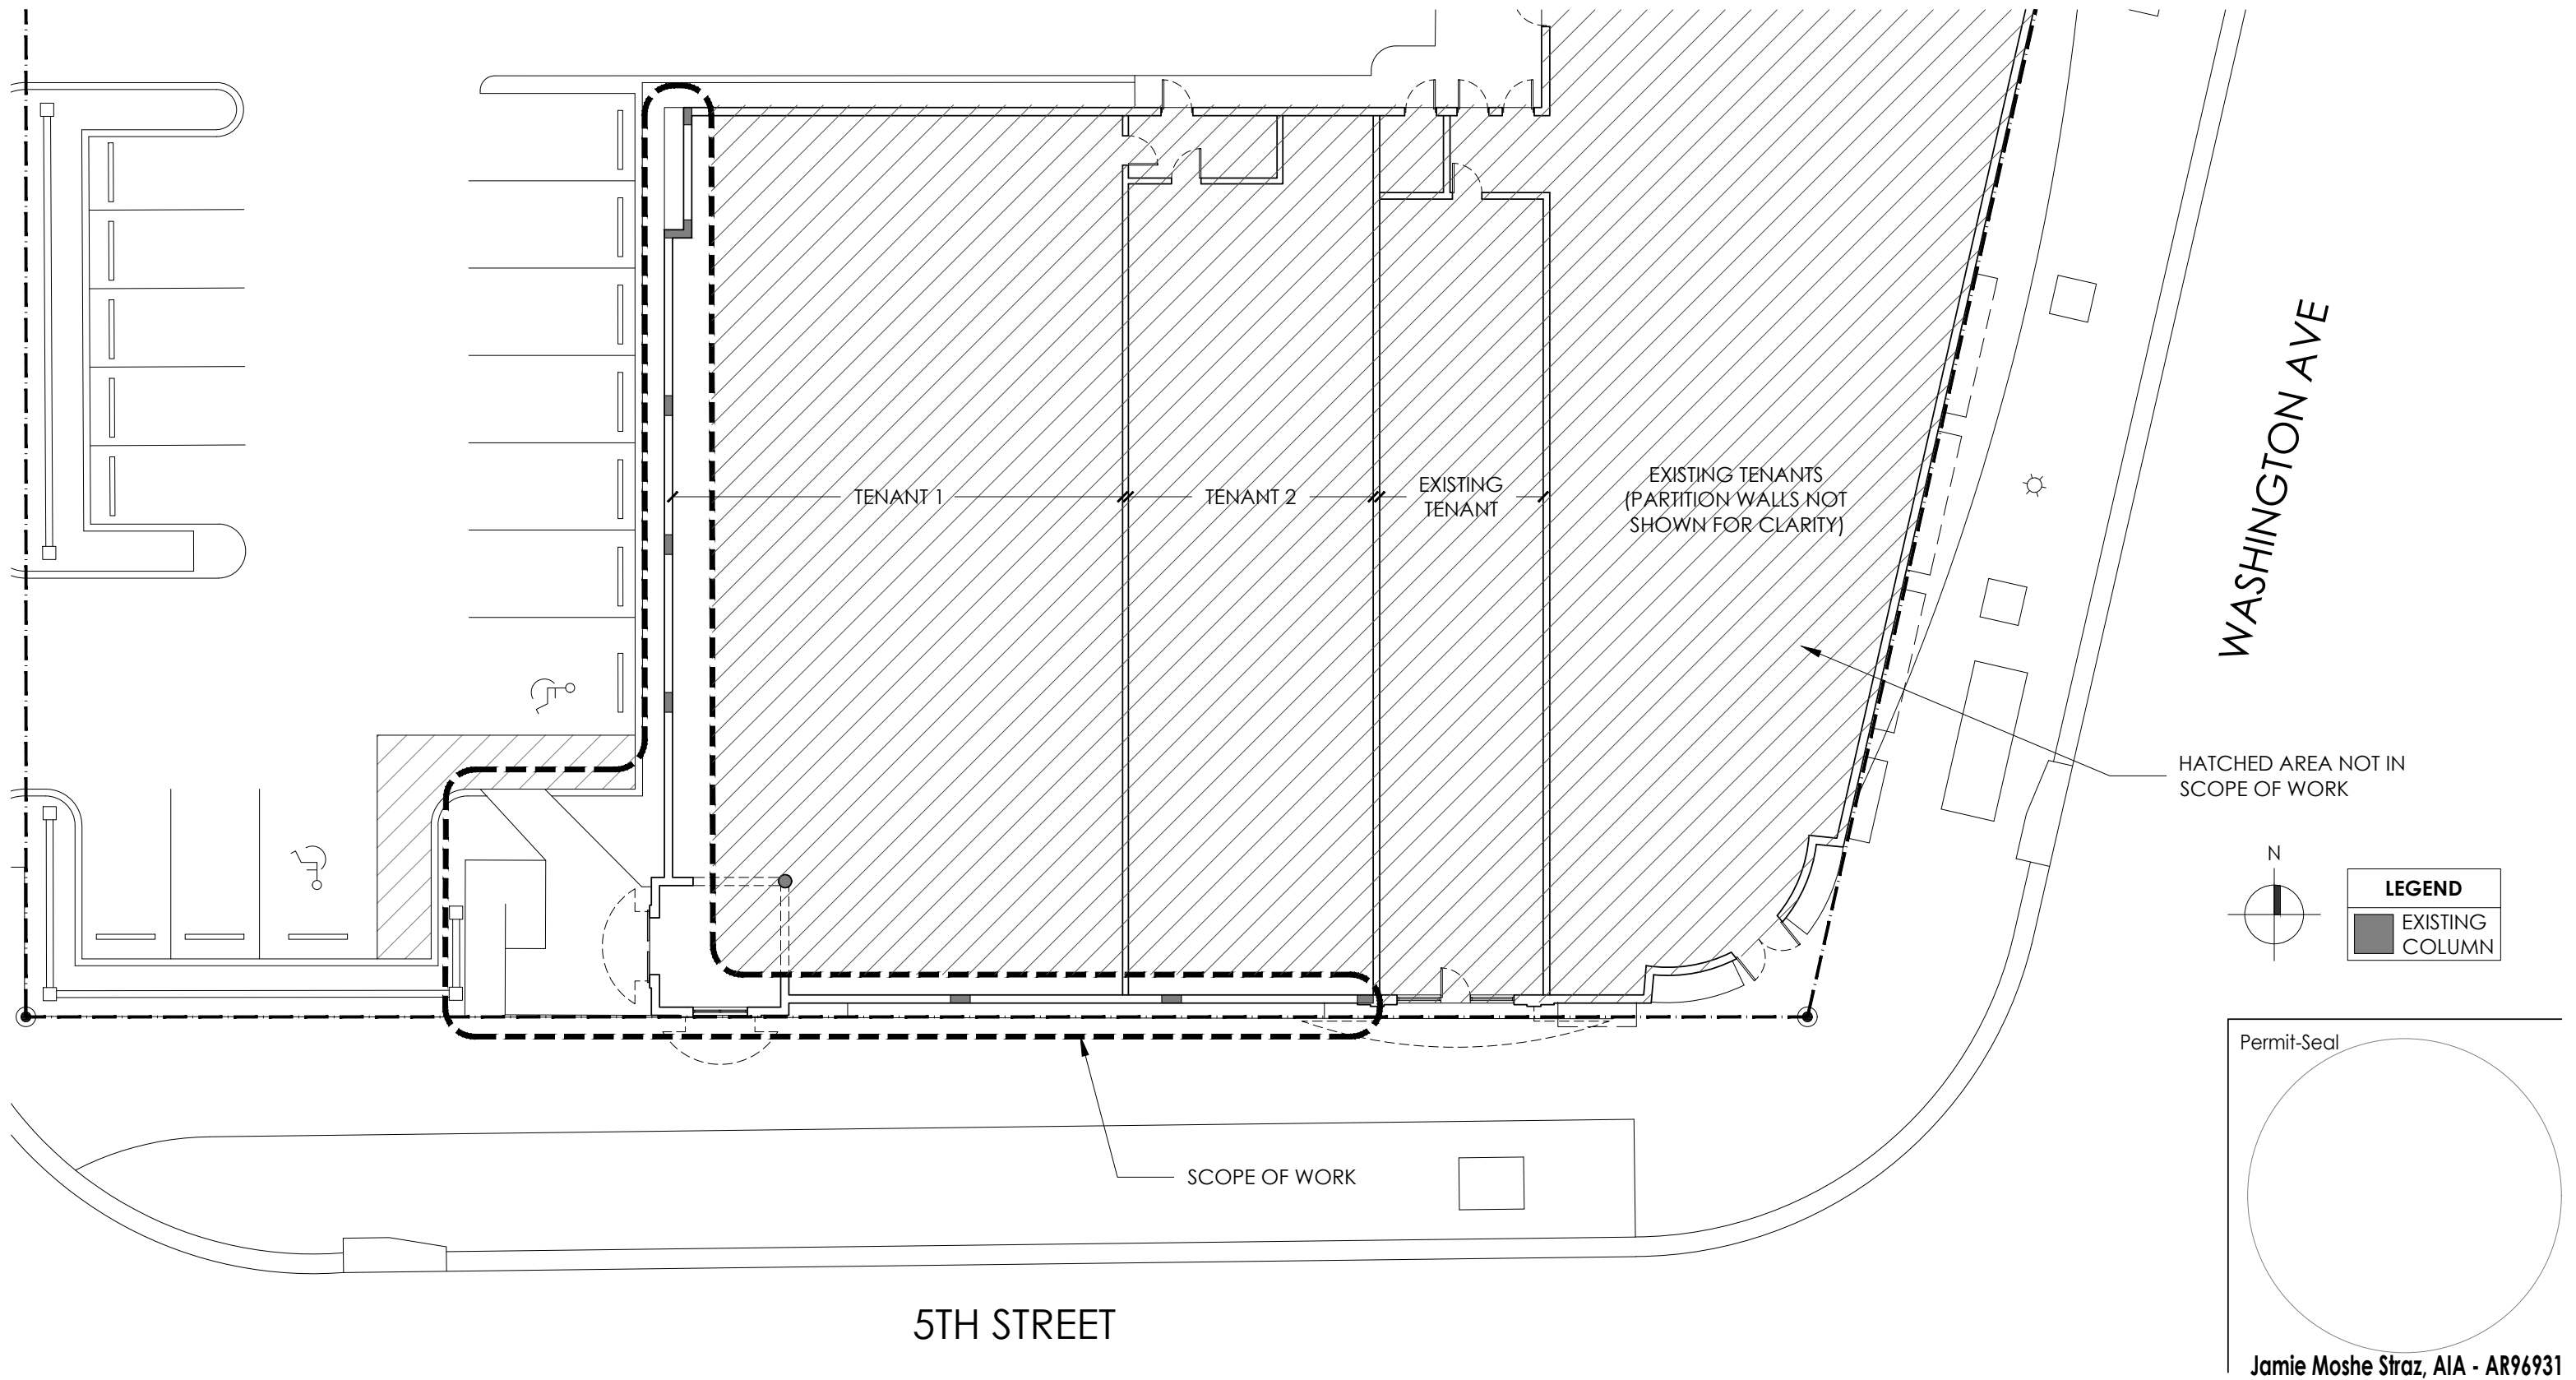 TENANT 1
TENANT 2
EXISTING
TENANT
EXISTING TENANTS
(PARTITION WALLS NOT
SHOWN FOR CLARITY)
WASHINGTON AVE
HATCHED AREA NOT IN
SCOPE OF WORK
N
LEGEND
EXISTING
COLUMN
SCOPE OF WORK
5TH STREET
Permit-Seal
Jamie Moshe Straz, AIA - AR96931